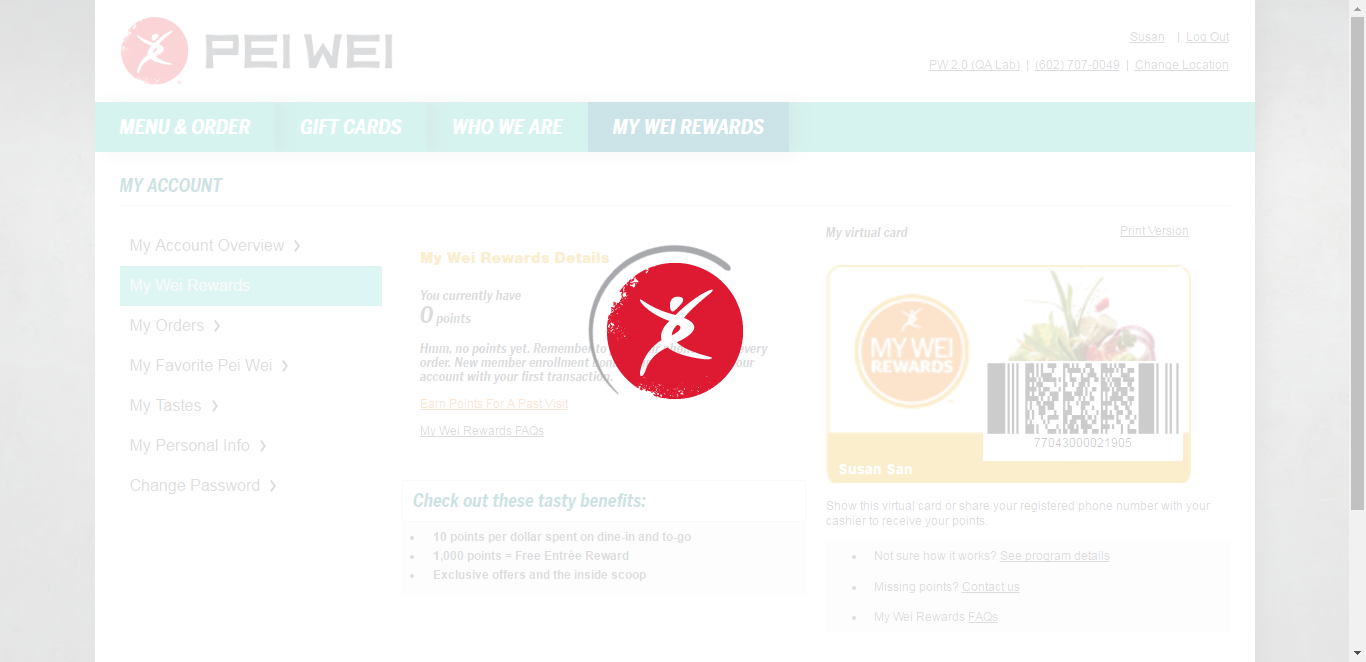 PEI WEI
Susan | Log Out
PW 2.0 (QA Lab) | (602) 707-0049 | Change Location
MENU & ORDER GIFT CARDS WHO WE ARE MY WEI REWARDS
MY ACCOUNT
My Account Overview
My Wei Rewards
My Orders
My Favorite Pei Wei
My Tastes
My Personal Info
Change Password
My Wei Rewards Details
You currently have
0 points
Hmm, no points yet. Remember to every
order. New member enrollment our
account with your first transaction.
Earn Points For A Past Visit
My Wei Rewards FAQs
Check out these tasty benefits:
• 10 points per dollar spent on dine-in and to-go
• 1,000 points = Free Entrèe Reward
• Exclusive offers and the inside scoop
My virtual card
Print Version
MY WEI
REWARDS
77043000021905
Susan San
Show this virtual card or share your registered phone number with your
cashier to receive your points.
• Not sure how it works? See program details
• Missing points? Contact us
• My Wei Rewards FAQs